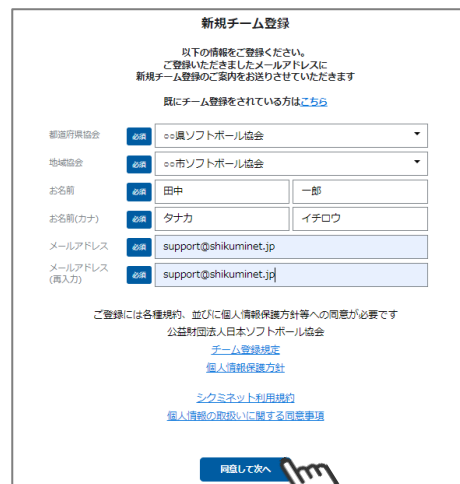 新規チーム登録
以下の情報をご登録ください。
ご登録いただきましたメールアドレスに
新規チーム登録のご案内をお送りさせていただきます
既にチーム登録をされている方はこちら
都道府県協会 必須 ○○県ソフトボール協会
地域協会 必須 ○○市ソフトボール協会
お名前 必須 田中 一郎
お名前(カナ) 必須 タナカ イチロウ
メールアドレス 必須 support@shikuminet.jp
メールアドレス
(再入力) 必須 support@shikuminet.jp
ご登録には各種規約、並びに個人情報保護方針等への同意が必要です
公益財団法人日本ソフトボール協会
チーム登録規定
個人情報保護方針
シクミネット利用規約
個人情報の取扱いに関する同意事項
同意して次へ